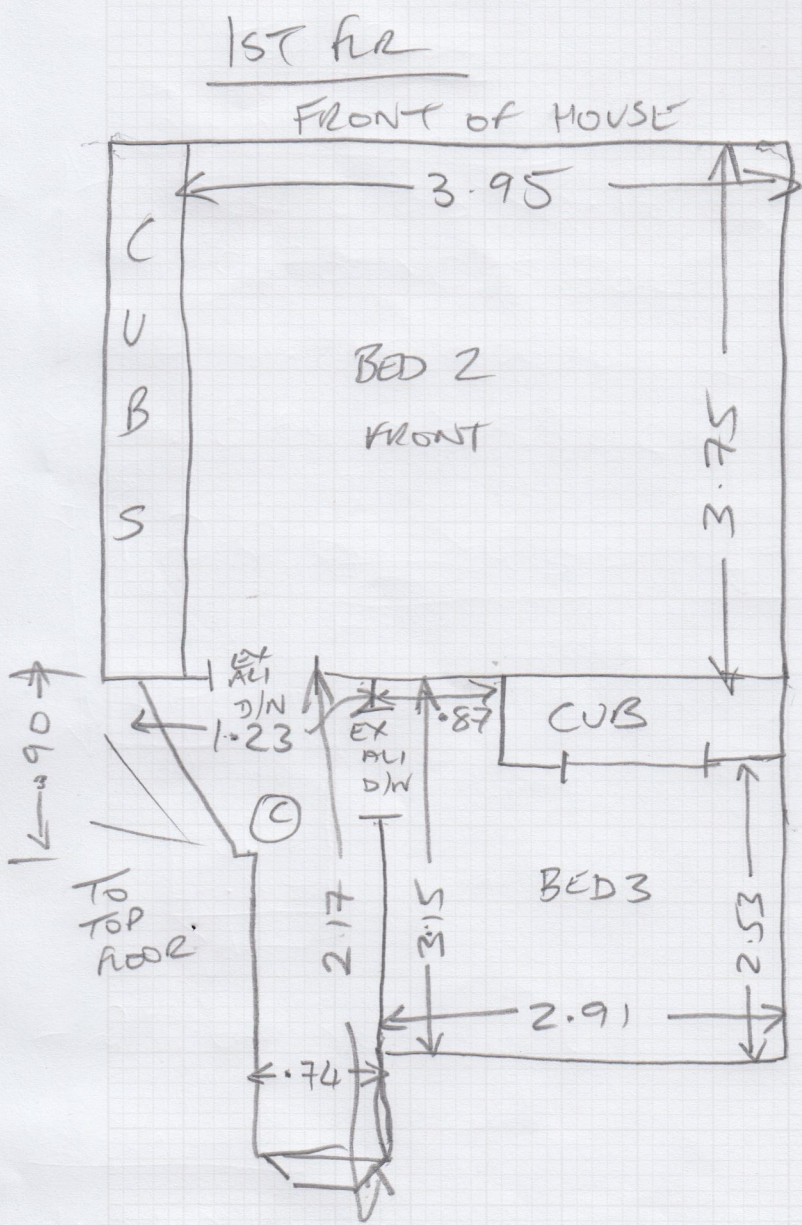 1ST FLR
FRONT OF HOUSE
3.95
CUBS
BED 2
FRONT
3.75
EX
ALI
D/N
1.23
.87
CUB
EX
ALI
D/N
.90
C
TO
TOP
FLOOR
2.17
3.15
BED 3
2.53
2.91
.74